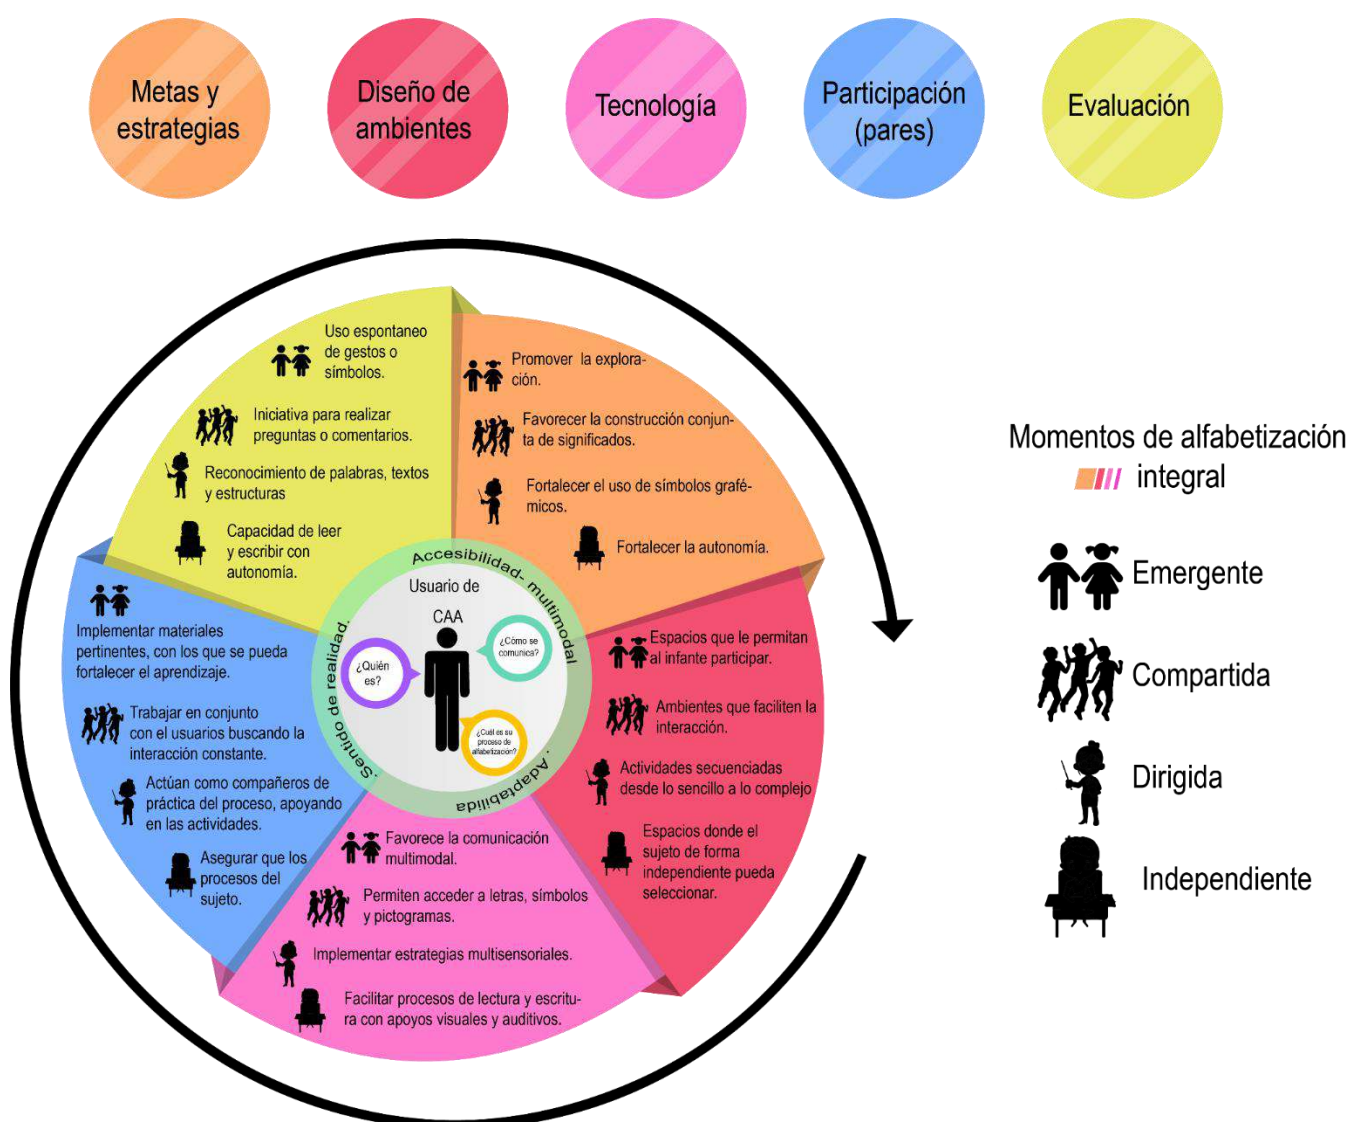 Metas y
estrategias
Diseño de
ambientes
Tecnología
Participación
(pares)
Evaluación
Uso espontaneo
de gestos o
símbolos.
Iniciativa para realizar
preguntas o comentarios.
Reconocimiento de palabras, textos
y estructuras
Capacidad de leer
y escribir con
autonomía.
Promover la explora-
ción.
Favorecer la construcción conjun-
ta de significados.
Fortalecer el uso de símbolos grafé-
micos.
Fortalecer la autonomía.
Espacios que le permitan
al infante participar.
Ambientes que faciliten la
interacción.
Actividades secuenciadas
desde lo sencillo a lo complejo
Espacios donde el
sujeto de forma
independiente pueda
seleccionar.
Favorece la comunicación
multimodal.
Permiten acceder a letras, símbolos
y pictogramas.
Implementar estrategias multisensoriales.
Facilitar procesos de lectura y escritu-
ra con apoyos visuales y auditivos.
Implementar materiales
pertinentes, con los que se pueda
fortalecer el aprendizaje.
Trabajar en conjunto
con el usuarios buscando la
interacción constante.
Actúan como compañeros de
práctica del proceso, apoyando
en las actividades.
Asegurar que los
procesos del
sujeto.
Accesibilidad- multimodal
. Adaptabilida
.Sentido de realidad.
Usuario de
CAA
¿Quién
es?
¿Cómo se
comunica?
¿Cuál es su
proceso de
alfabetización?
Momentos de alfabetización
integral
Emergente
Compartida
Dirigida
Independiente